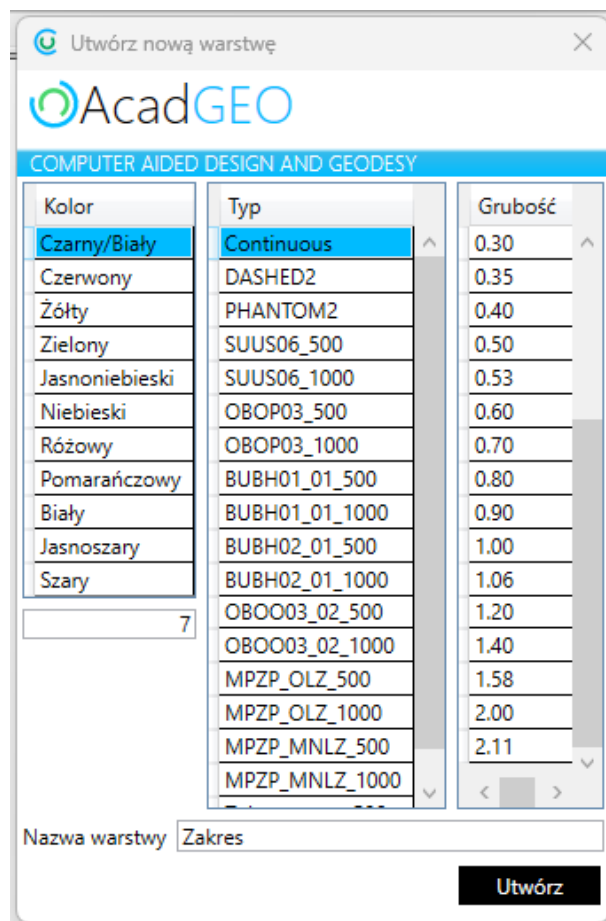 Utwórz nową warstwę
AcadGEO
COMPUTER AIDED DESIGN AND GEODESY
Kolor
Czarny/Biały
Czerwony
Żółty
Zielony
Jasnoniebieski
Niebieski
Różowy
Pomarańczowy
Biały
Jasnoszary
Szary
7
Typ
Continuous
DASHED2
PHANTOM2
SUUS06_500
SUUS06_1000
OBOP03_500
OBOP03_1000
BUBH01_01_500
BUBH01_01_1000
BUBH02_01_500
BUBH02_01_1000
OBOO03_02_500
OBOO03_02_1000
MPZP_OLZ_500
MPZP_OLZ_1000
MPZP_MNLZ_500
MPZP_MNLZ_1000
Grubość
0.30
0.35
0.40
0.50
0.53
0.60
0.70
0.80
0.90
1.00
1.06
1.20
1.40
1.58
2.00
2.11
Nazwa warstwy Zakres
Utwórz